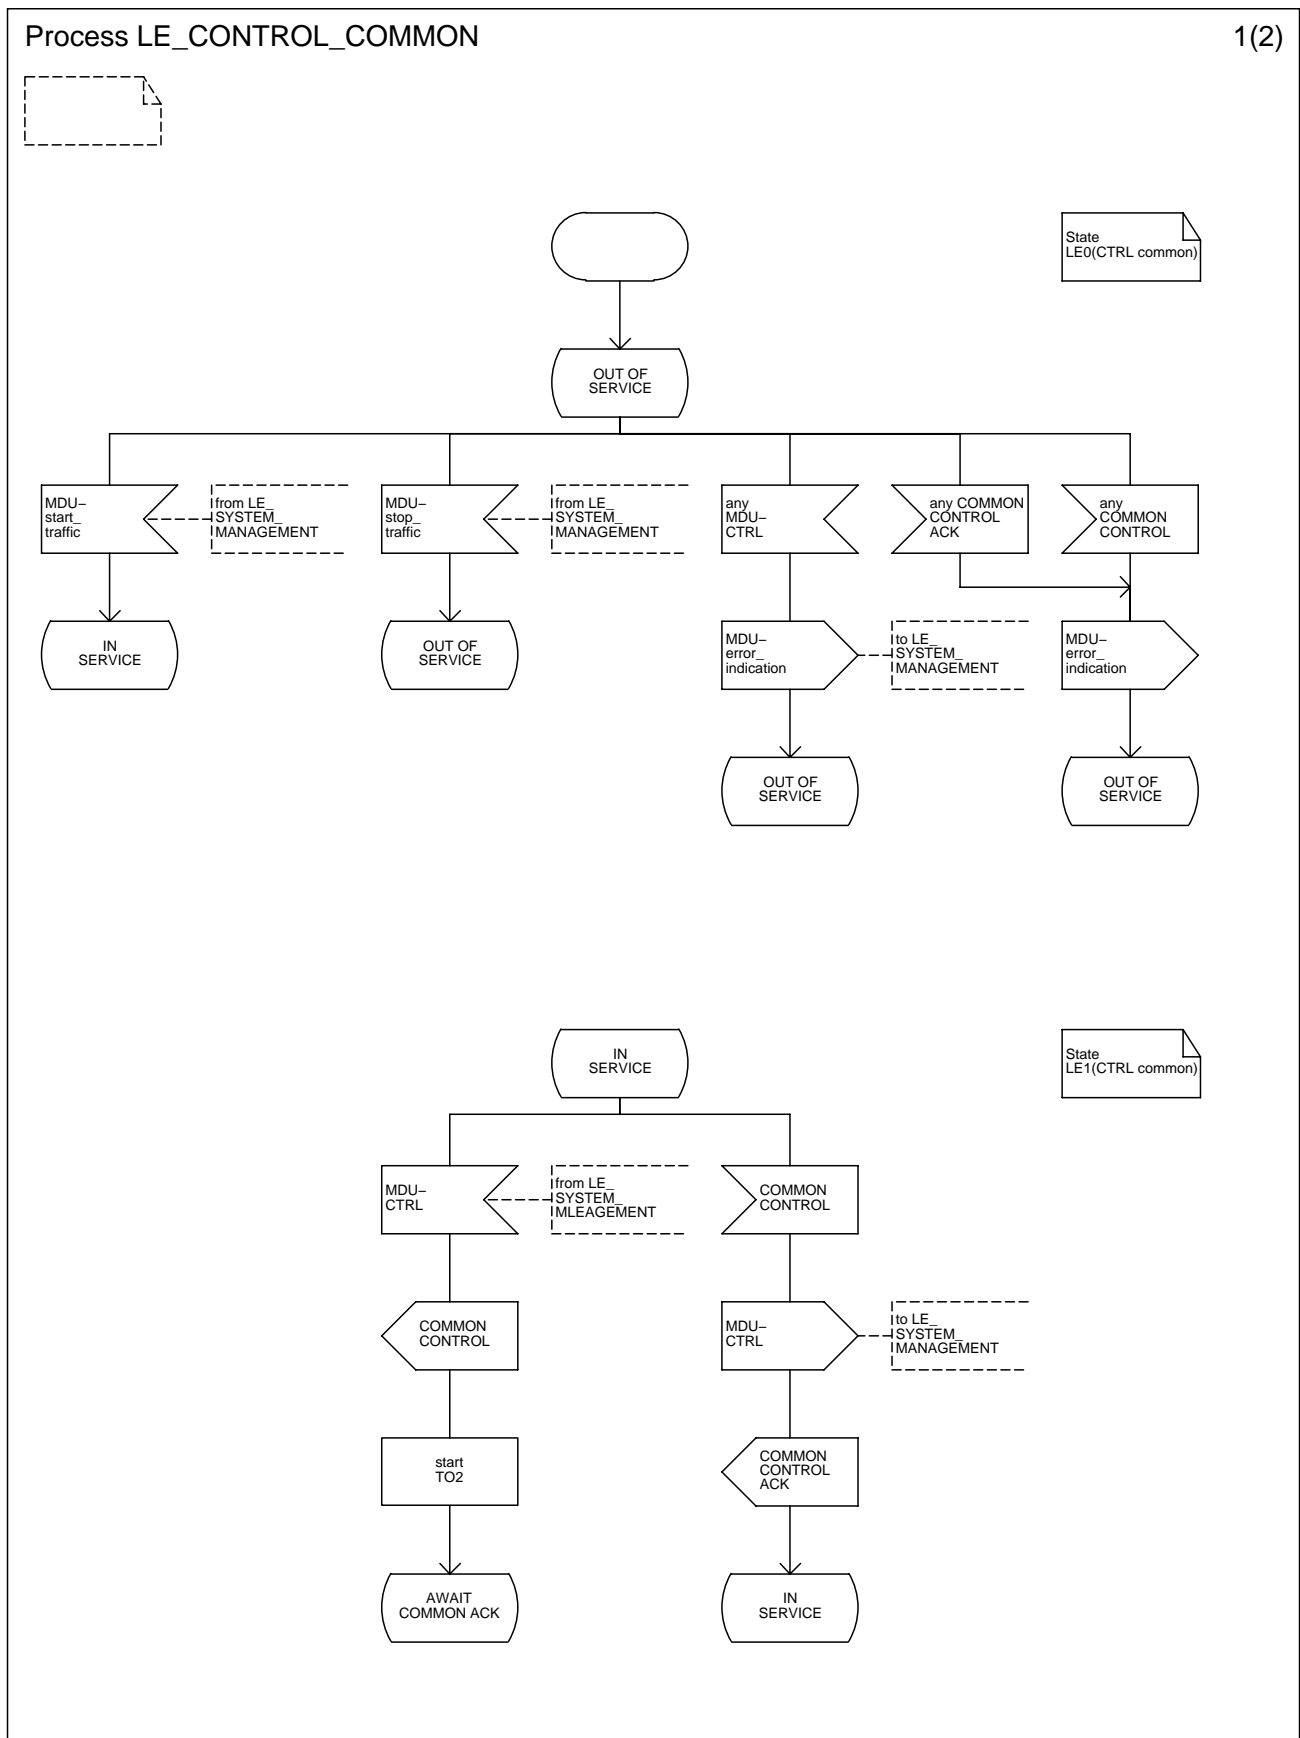 Process LE_CONTROL_COMMON
1(2)
State
LE0(CTRL common)
OUT OF
SERVICE
MDU–
start_
traffic
from LE_
SYSTEM_
MANAGEMENT
MDU–
stop_
traffic
from LE_
SYSTEM_
MANAGEMENT
any
MDU–
CTRL
any COMMON
CONTROL
ACK
any
COMMON
CONTROL
IN
SERVICE
OUT OF
SERVICE
MDU–
error_
indication
to LE_
SYSTEM_
MANAGEMENT
MDU–
error_
indication
OUT OF
SERVICE
OUT OF
SERVICE
IN
SERVICE
State
LE1(CTRL common)
MDU–
CTRL
from LE_
SYSTEM_
MLEAGEMENT
COMMON
CONTROL
COMMON
CONTROL
MDU–
CTRL
to LE_
SYSTEM_
MANAGEMENT
start
TO2
COMMON
CONTROL
ACK
AWAIT
COMMON ACK
IN
SERVICE